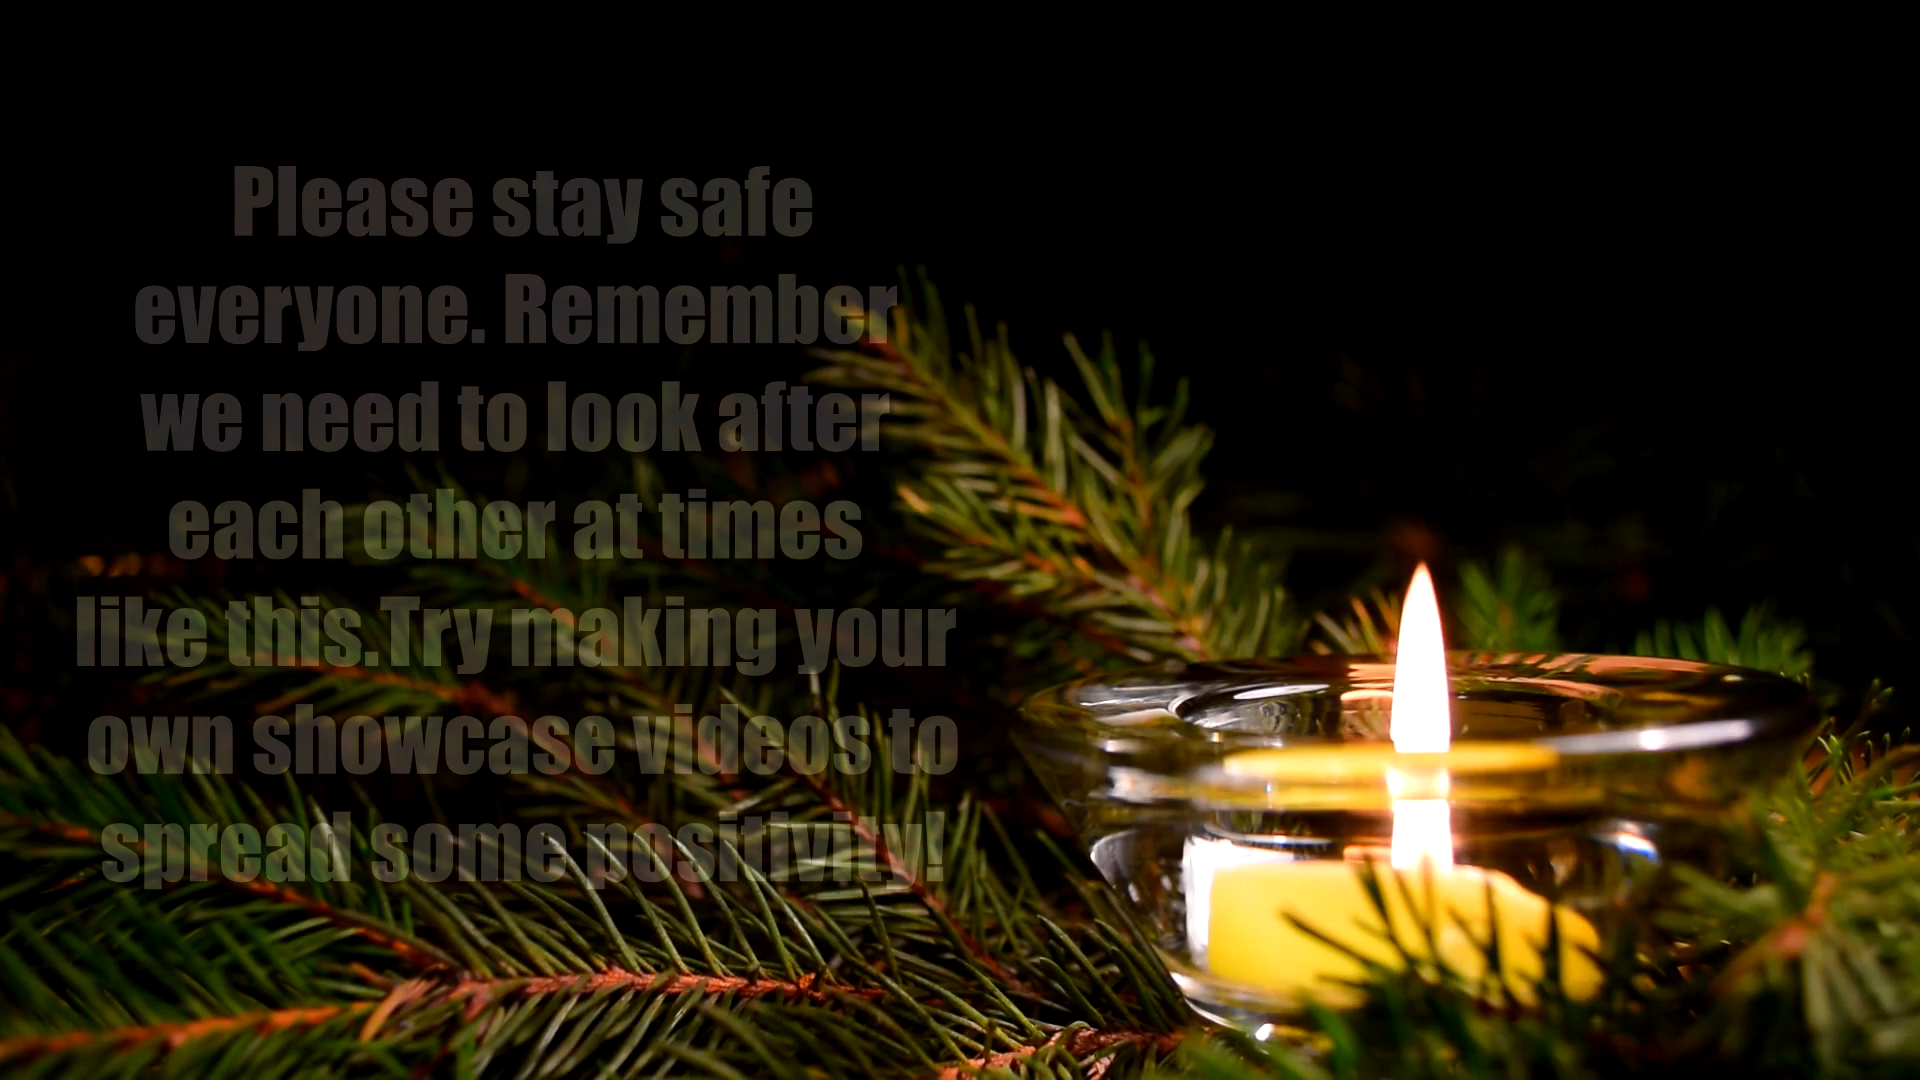 Please stay safe
everyone. Remember
we need to look after
each other at times
like this.Try making your
own showcase videos to
spread some positivity!